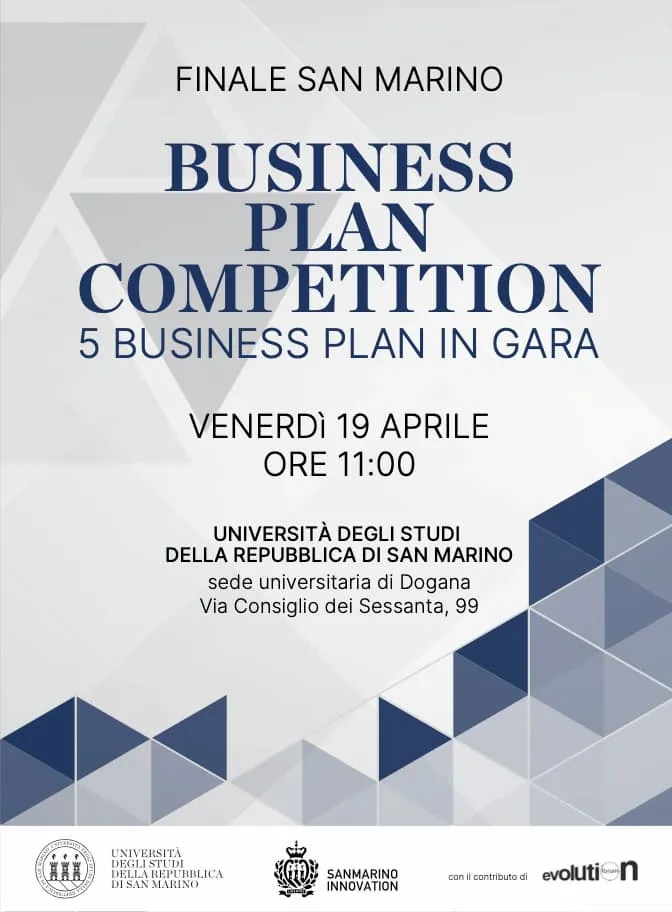 FINALE SAN MARINO
BUSINESS
PLAN
COMPETITION
5 BUSINESS PLAN IN GARA
VENERDì 19 APRILE
ORE 11:00
UNIVERSITÀ DEGLI STUDI
DELLA REPUBBLICA DI SAN MARINO
sede universitaria di Dogana
Via Consiglio dei Sessanta, 99
UNIVERSITÀ
DEGLI STUDI
DELLA REPUBBLICA
DI SAN MARINO
SANMARINO
INNOVATION
con il contributo di
evolution
forum